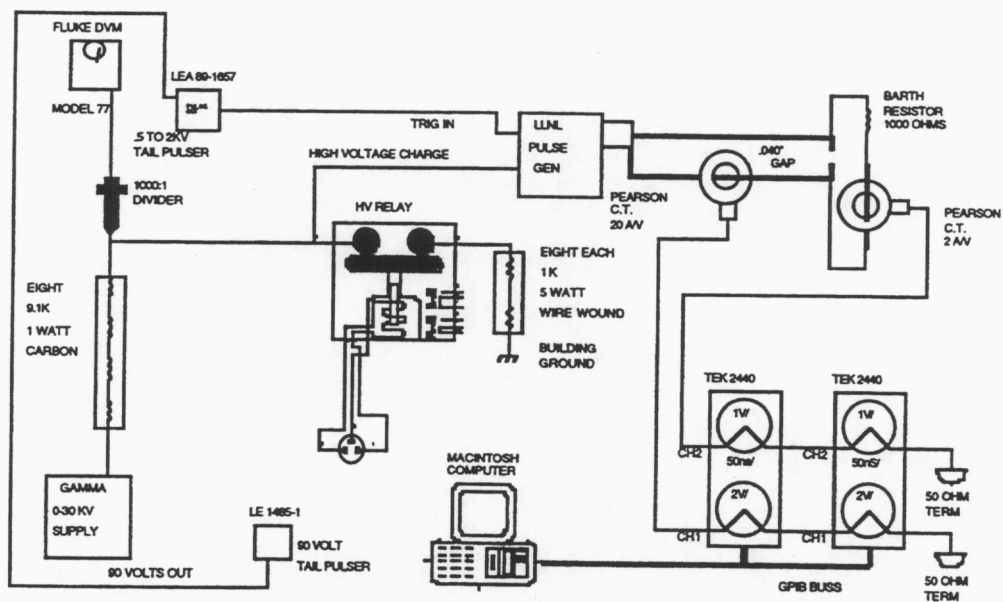 FLUKE DVM
MODEL 77
LEA 89-1657
.5 TO 2KV
TAIL PULSER
1000:1
DIVIDER
TRIG IN
HIGH VOLTAGE CHARGE
LLNL
PULSE
GEN
HV RELAY
EIGHT EACH
1 K
5 WATT
WIRE WOUND
BUILDING
GROUND
PEARSON
C.T.
20 A/V
.040"
GAP
BARTH
RESISTOR
1000 OHMS
PEARSON
C.T.
2 A/V
EIGHT
9.1K
1 WATT
CARBON
GAMMA
0-30 KV
SUPPLY
LE 1485-1
90 VOLT
TAIL PULSER
90 VOLTS OUT
MACINTOSH
COMPUTER
TEK 2440
TEK 2440
1V/
1V/
CH2
50ns/
CH2
50nS/
2V/
2V/
CH1
CH1
50 OHM
TERM
50 OHM
TERM
GPIB BUSS